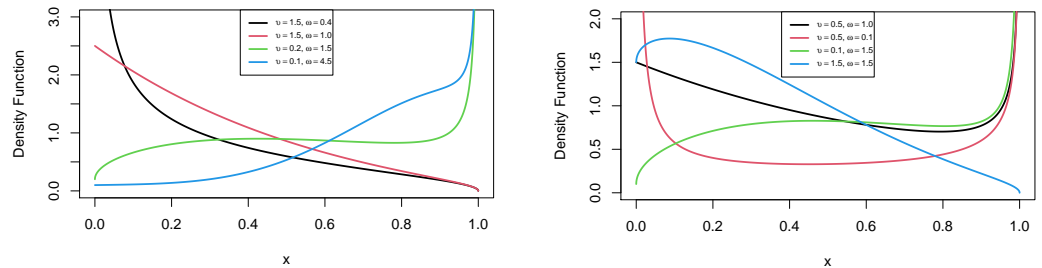 Density Function
3.0
2.0
1.0
0.0
υ = 1.5, ω = 0.4
υ = 1.5, ω = 1.0
υ = 0.2, ω = 1.5
υ = 0.1, ω = 4.5
0.0 0.2 0.4 0.6 0.8 1.0
x
Density Function
2.0
1.5
1.0
0.5
0.0
υ = 0.5, ω = 1.0
υ = 0.5, ω = 0.1
υ = 0.1, ω = 1.5
υ = 1.5, ω = 1.5
0.0 0.2 0.4 0.6 0.8 1.0
x